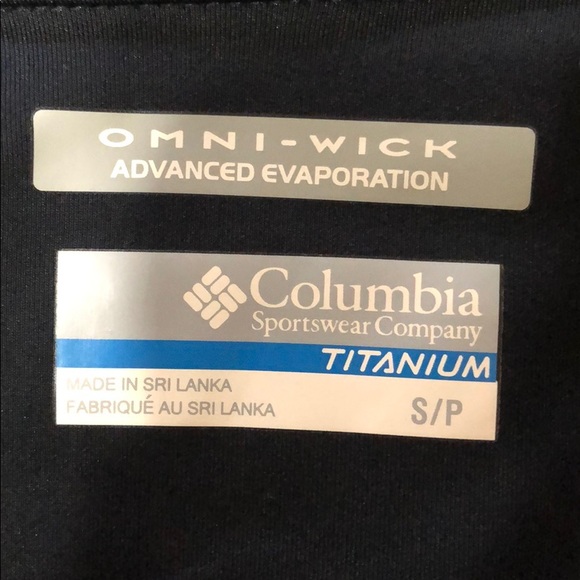 OMNI-WICK
ADVANCED EVAPORATION
Columbia
Sportswear Company
TITANIUM
MADE IN SRI LANKA
FABRIQUÉ AU SRI LANKA
S/P